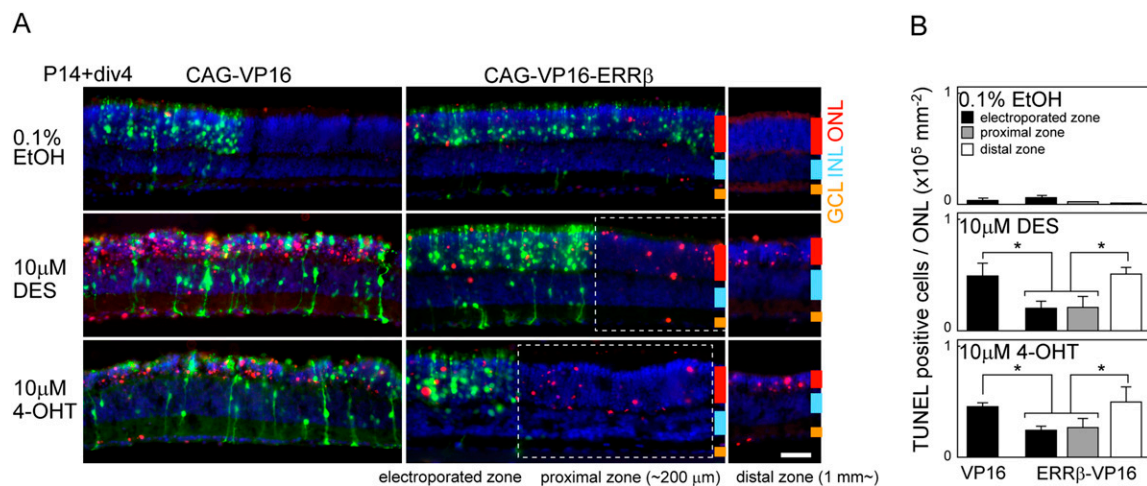 A
P14+div4
CAG-VP16
CAG-VP16-ERRβ
0.1%
EtOH
10μM
DES
10μM
4-OHT
GCL INL ONL
electroporated zone
proximal zone (~200 μm)
distal zone (1 mm~)
B
TUNEL positive cells / ONL (x10⁵ mm⁻²)
1
0.1% EtOH
electroporated zone
proximal zone
distal zone
0
1
10μM DES
*
*
0
1
10μM 4-OHT
*
*
0
VP16
ERRβ-VP16